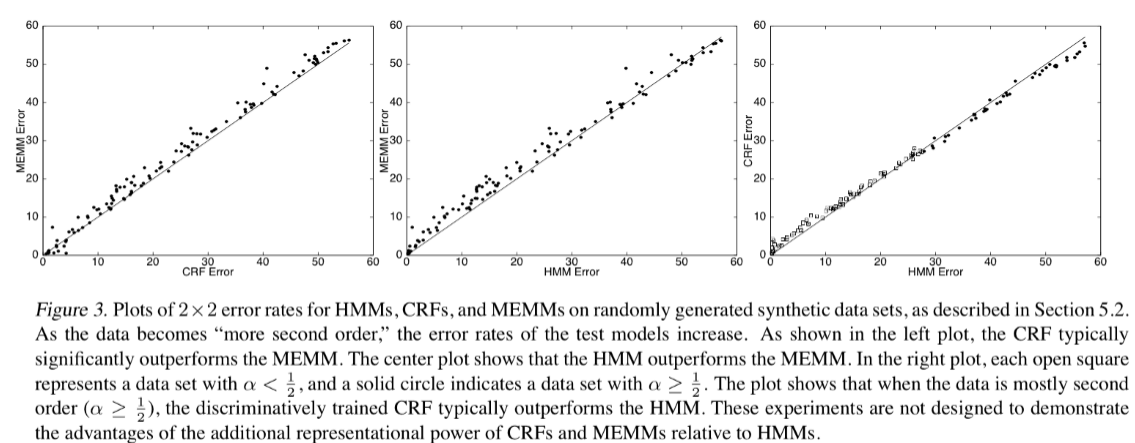 60
50
40
30
20
10
0
MEMM Error
0 10 20 30 40 50 60
CRF Error
60
50
40
30
20
10
0
MEMM Error
0 10 20 30 40 50 60
HMM Error
60
50
40
30
20
10
0
CRF Error
0 10 20 30 40 50 60
HMM Error
Figure 3. Plots of 2×2 error rates for HMMs, CRFs, and MEMMs on randomly generated synthetic data sets, as described in Section 5.2.
As the data becomes “more second order,” the error rates of the test models increase. As shown in the left plot, the CRF typically
significantly outperforms the MEMM. The center plot shows that the HMM outperforms the MEMM. In the right plot, each open square
represents a data set with α < 1/2, and a solid circle indicates a data set with α ≥ 1/2. The plot shows that when the data is mostly second
order (α ≥ 1/2), the discriminatively trained CRF typically outperforms the HMM. These experiments are not designed to demonstrate
the advantages of the additional representational power of CRFs and MEMMs relative to HMMs.